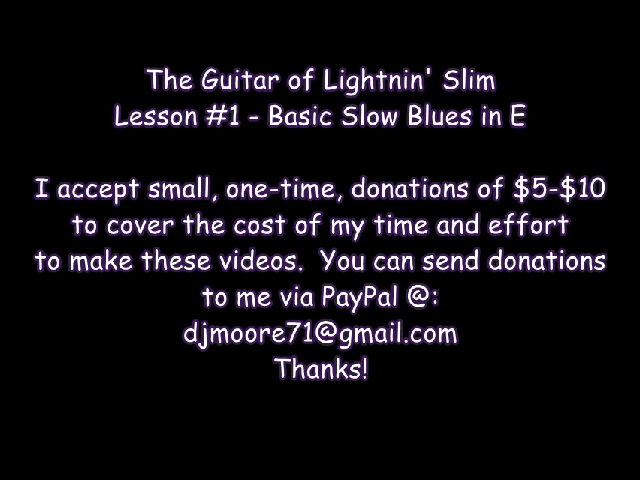 The Guitar of Lightnin' Slim
Lesson #1 - Basic Slow Blues in E
I accept small, one-time, donations of $5-$10
to cover the cost of my time and effort
to make these videos.  You can send donations
to me via PayPal @:
djmoore71@gmail.com
Thanks!